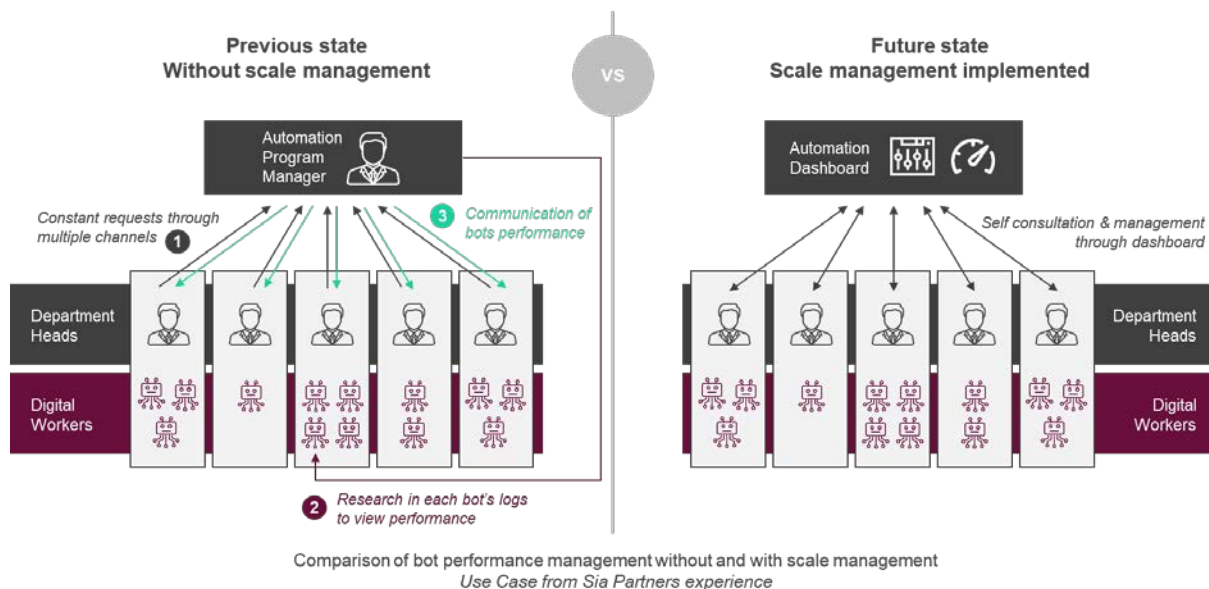 Previous state
Without scale management
VS
Future state
Scale management implemented
Automation
Program
Manager
Constant requests through
multiple channels
1
3
Communication of
bots performance
Department
Heads
Digital
Workers
2
Research in each bot's logs
to view performance
Automation
Dashboard
Self consultation & management
through dashboard
Department
Heads
Digital
Workers
Comparison of bot performance management without and with scale management
Use Case from Sia Partners experience